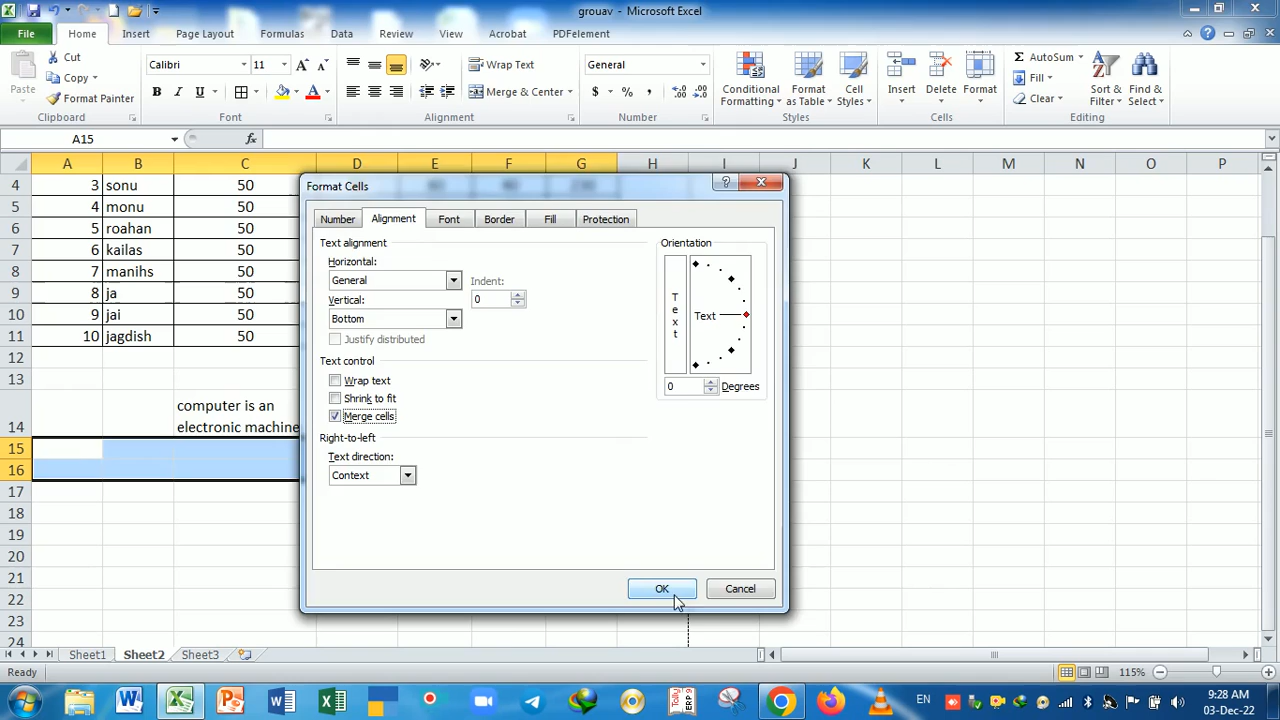 grouav - Microsoft Excel
File Home Insert Page Layout Formulas Data Review View Acrobat PDFelement
Cut
Copy
Format Painter
Paste
Clipboard
Calibri 11
B I U
Font
Wrap Text
Merge & Center
Alignment
General
$ % ,
Number
Conditional Formatting
Format as Table
Cell Styles
Styles
Insert
Delete
Format
Cells
Σ AutoSum
Fill
Clear
Sort & Filter
Find & Select
Editing
A15 fx
A B C D E F G H I J K L M N O P
4 3 sonu 50
5 4 monu 50
6 5 roahan 50
7 6 kailas 50
8 7 manihs 50
9 8 ja 50
10 9 jai 50
11 10 jagdish 50
12
13
14 computer is an
electronic machine
15
16
17
18
19
20
21
22
23
24
Format Cells
Number Alignment Font Border Fill Protection
Text alignment
Horizontal:
General
Indent:
0
Vertical:
Bottom
Justify distributed
Text control
Wrap text
Shrink to fit
Merge cells
Right-to-left
Text direction:
Context
Orientation
Text
Text
0 Degrees
OK Cancel
Sheet1 Sheet2 Sheet3
Ready 115%
EN 9:28 AM
03-Dec-22